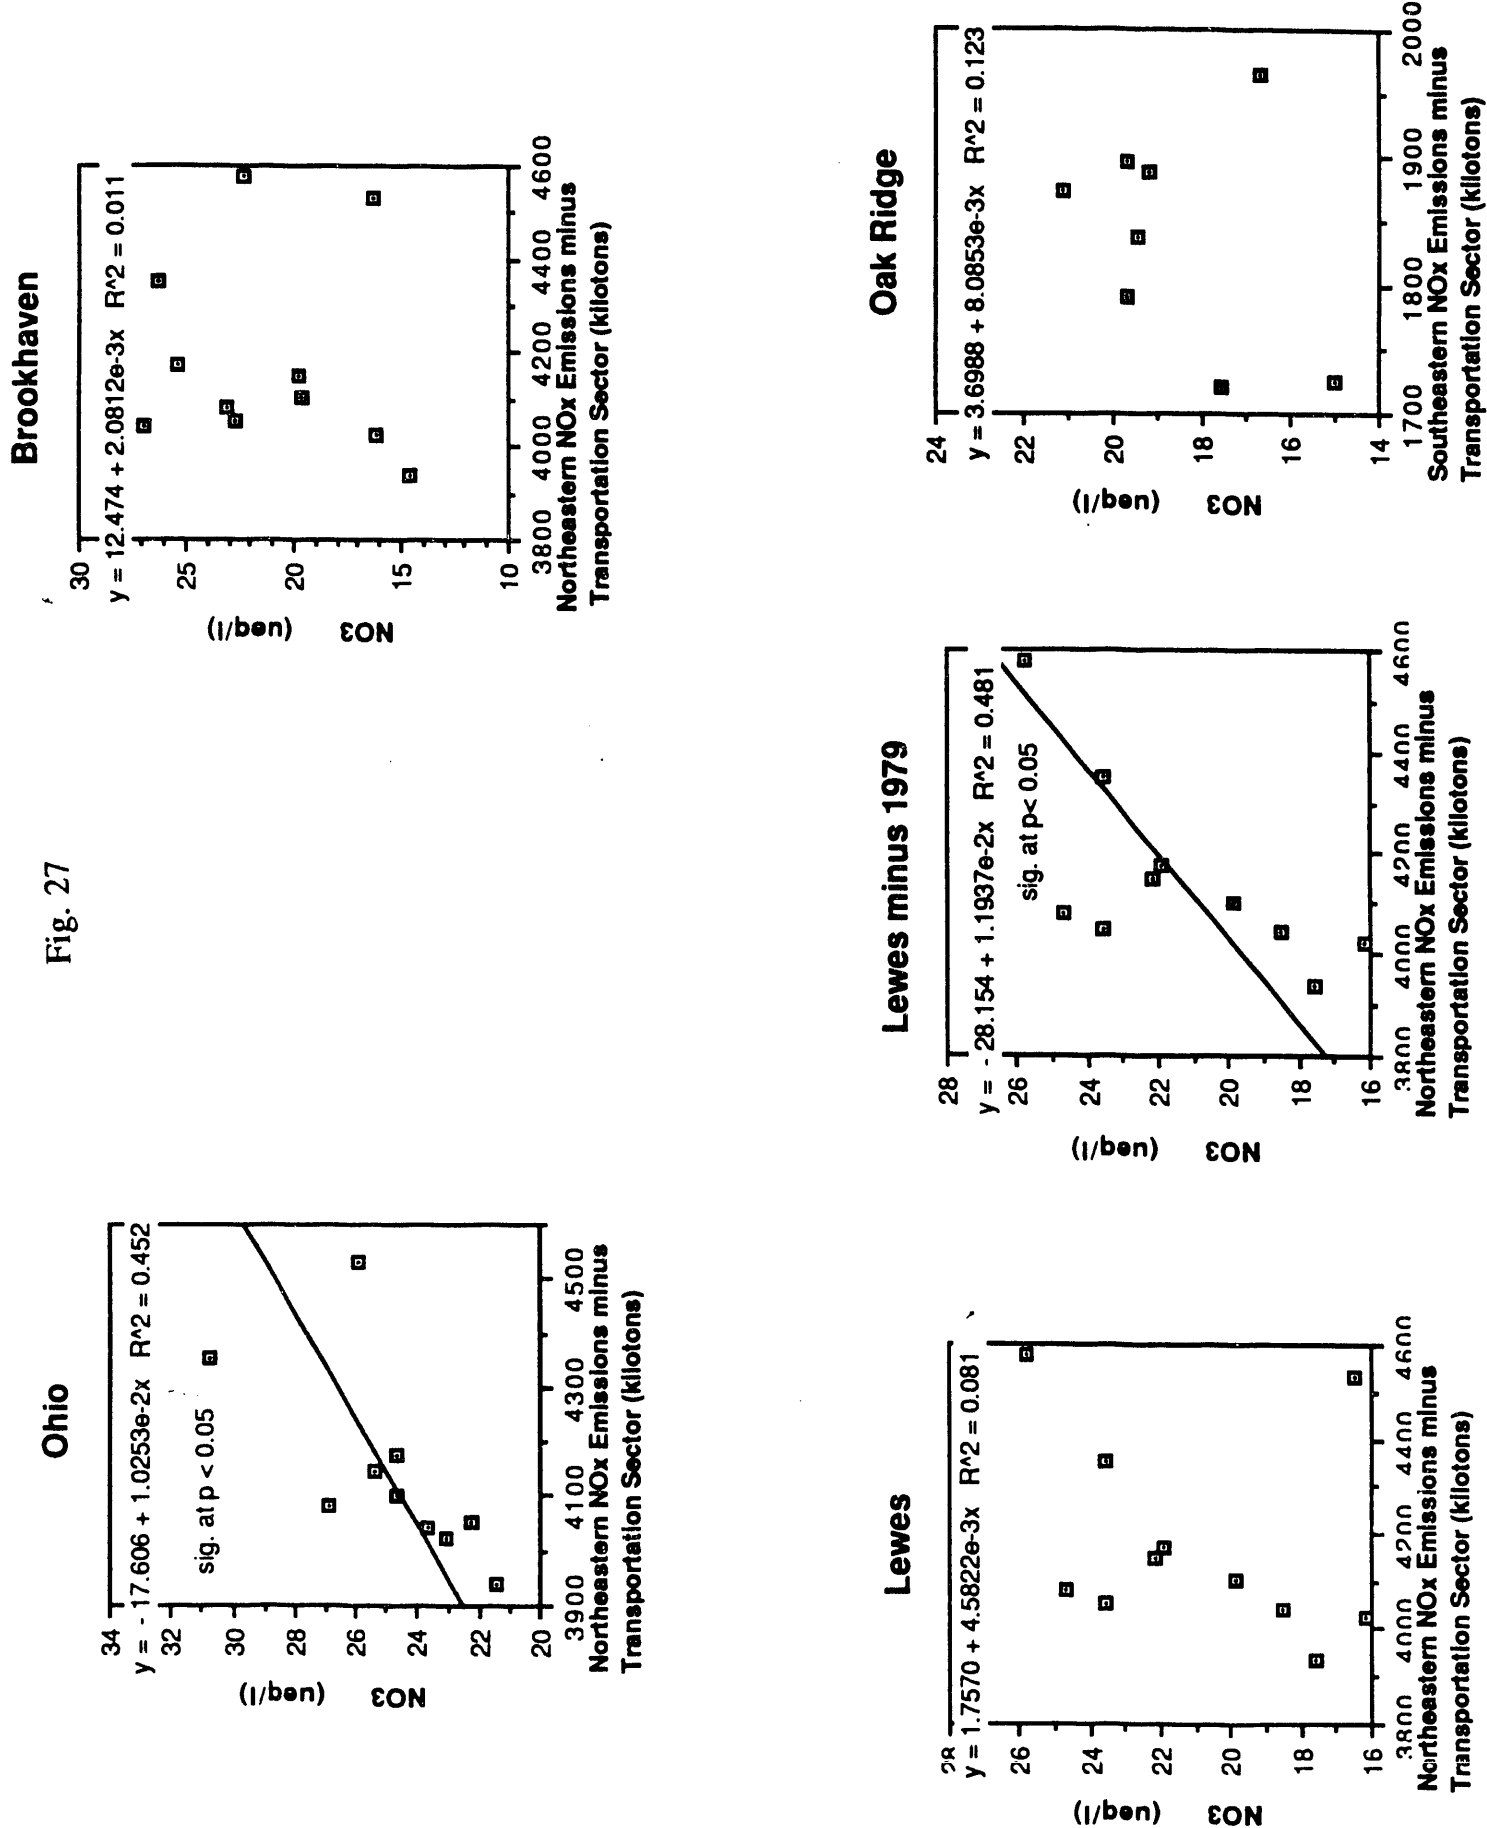 Fig. 27
Ohio
34
y = - 17.606 + 1.0253e-2x R^2 = 0.452
32
sig. at p < 0.05
30
28
26
24
22
20
NO3 (ueq/l)
3900 4100 4300 4500
Northeastern NOx Emissions minus
Transportation Sector (kilotons)
Brookhaven
30
y = 12.474 + 2.0812e-3x R^2 = 0.011
25
20
15
10
NO3 (ueq/l)
3800 4000 4200 4400 4600
Northeastern NOx Emissions minus
Transportation Sector (kilotons)
Lewes
28
y = 1.7570 + 4.5822e-3x R^2 = 0.081
26
24
22
20
18
16
NO3 (ueq/l)
3800 4000 4200 4400 4600
Northeastern NOx Emissions minus
Transportation Sector (kilotons)
Lewes minus 1979
28
y = - 28.154 + 1.1937e-2x R^2 = 0.481
26
sig. at p< 0.05
24
22
20
18
16
NO3 (ueq/l)
3800 4000 4200 4400 4600
Northeastern NOx Emissions minus
Transportation Sector (kilotons)
Oak Ridge
24
y = 3.6988 + 8.0853e-3x R^2 = 0.123
22
20
18
16
14
NO3 (ueq/l)
1700 1800 1900 2000
Southeastern NOx Emissions minus
Transportation Sector (kilotons)